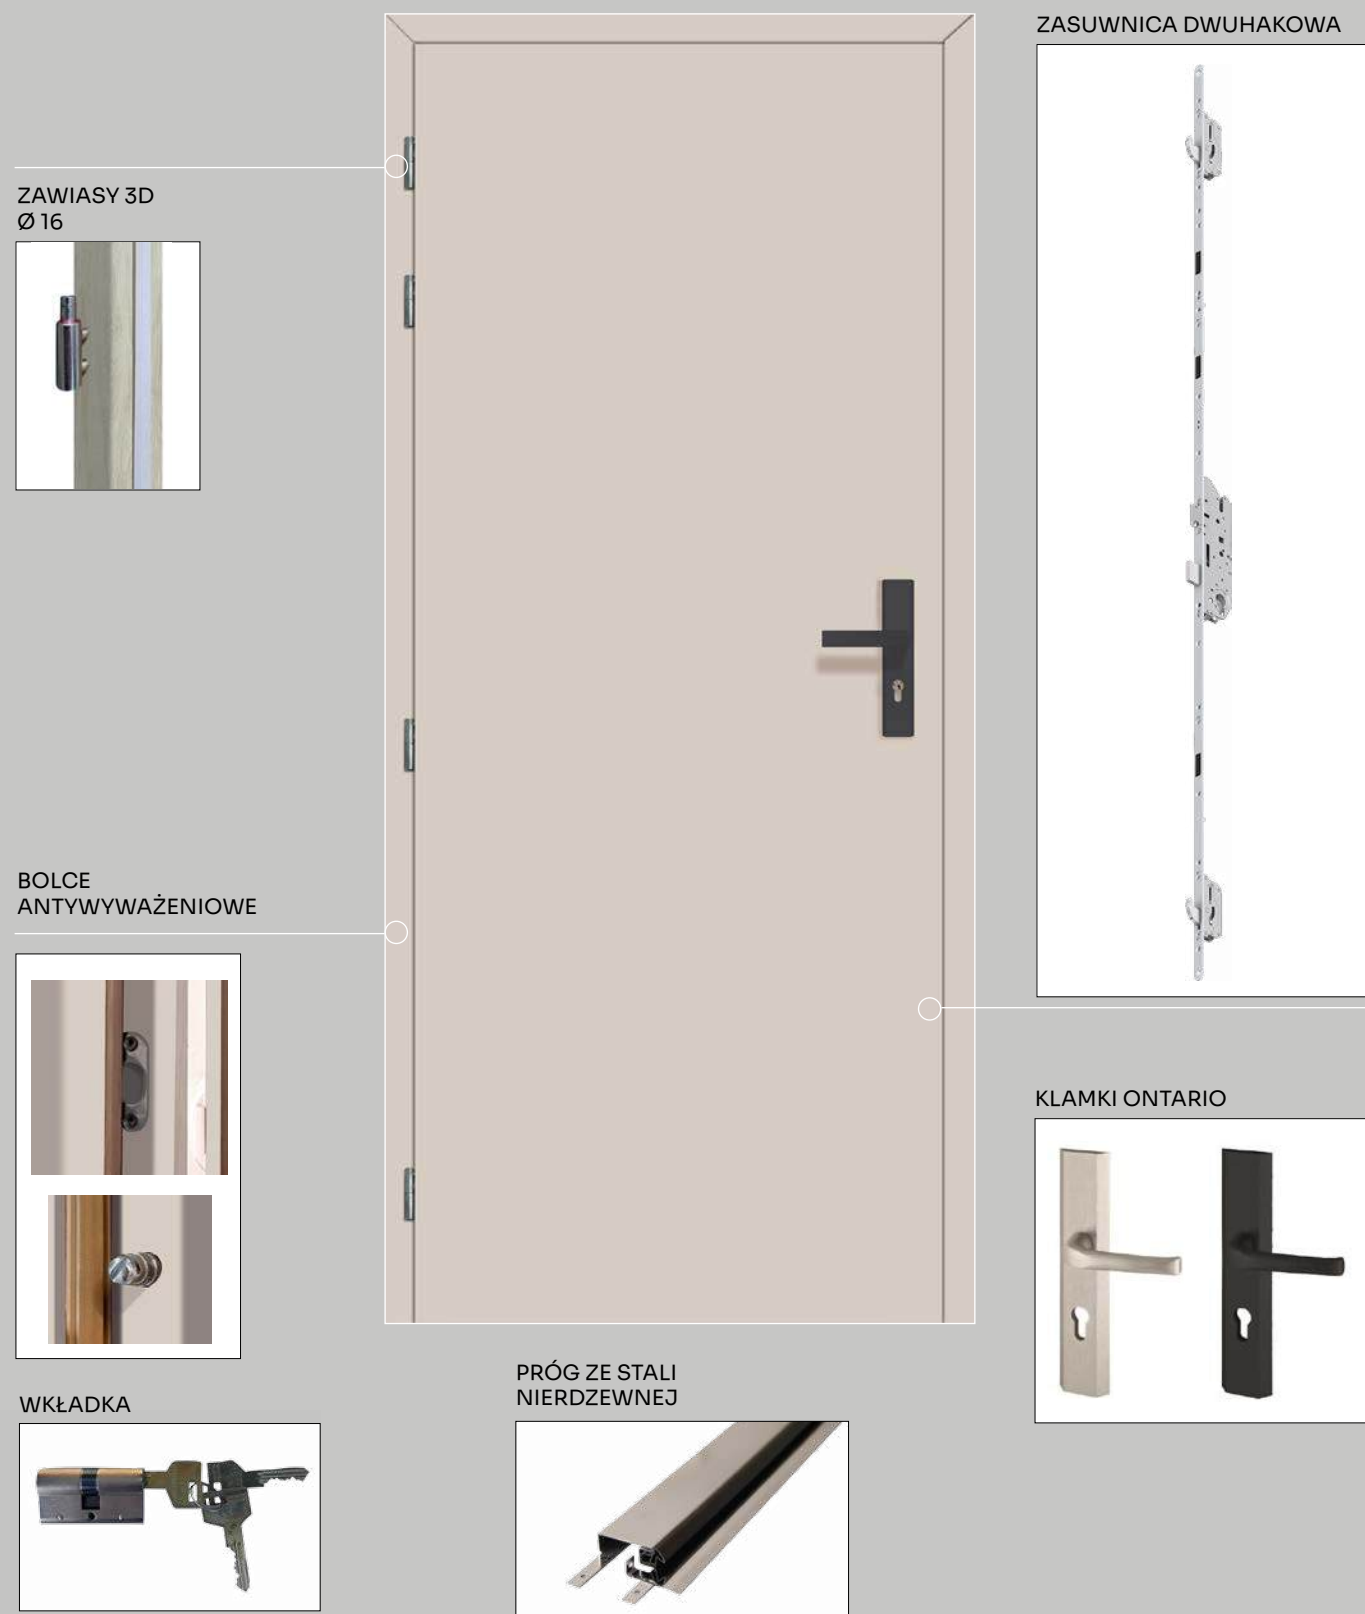 ZASUWNICA DWUHAKOWA
ZAWIASY 3D
Ø 16
BOLCE
ANTYWYWAŻENIOWE
KLAMKI ONTARIO
PRÓG ZE STALI
NIERDZEWNEJ
WKŁADKA